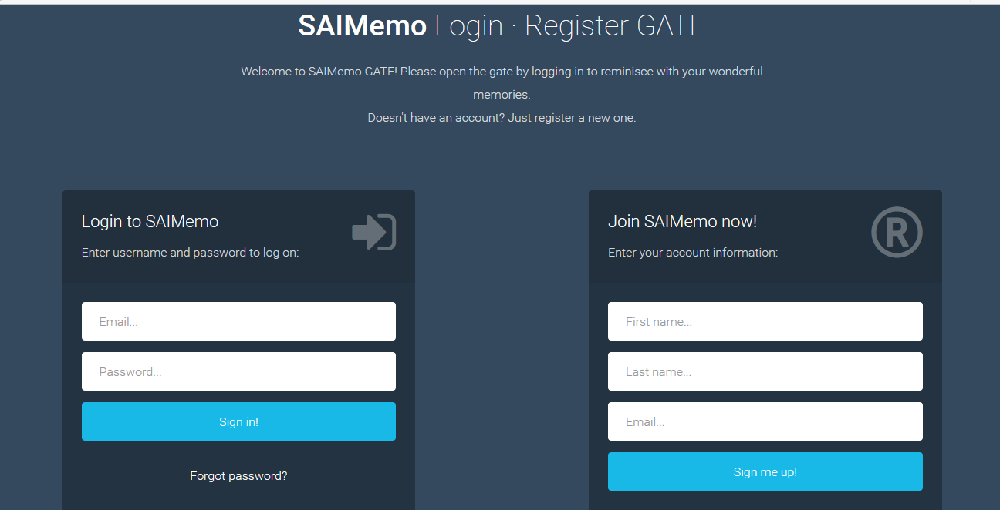 SAIMemo Login · Register GATE
Welcome to SAIMemo GATE! Please open the gate by logging in to reminisce with your wonderful
memories.
Doesn't have an account? Just register a new one.
Login to SAIMemo
Enter username and password to log on:
Email...
Password...
Sign in!
Forgot password?
Join SAIMemo now!
Enter your account information:
R
First name...
Last name...
Email...
Sign me up!